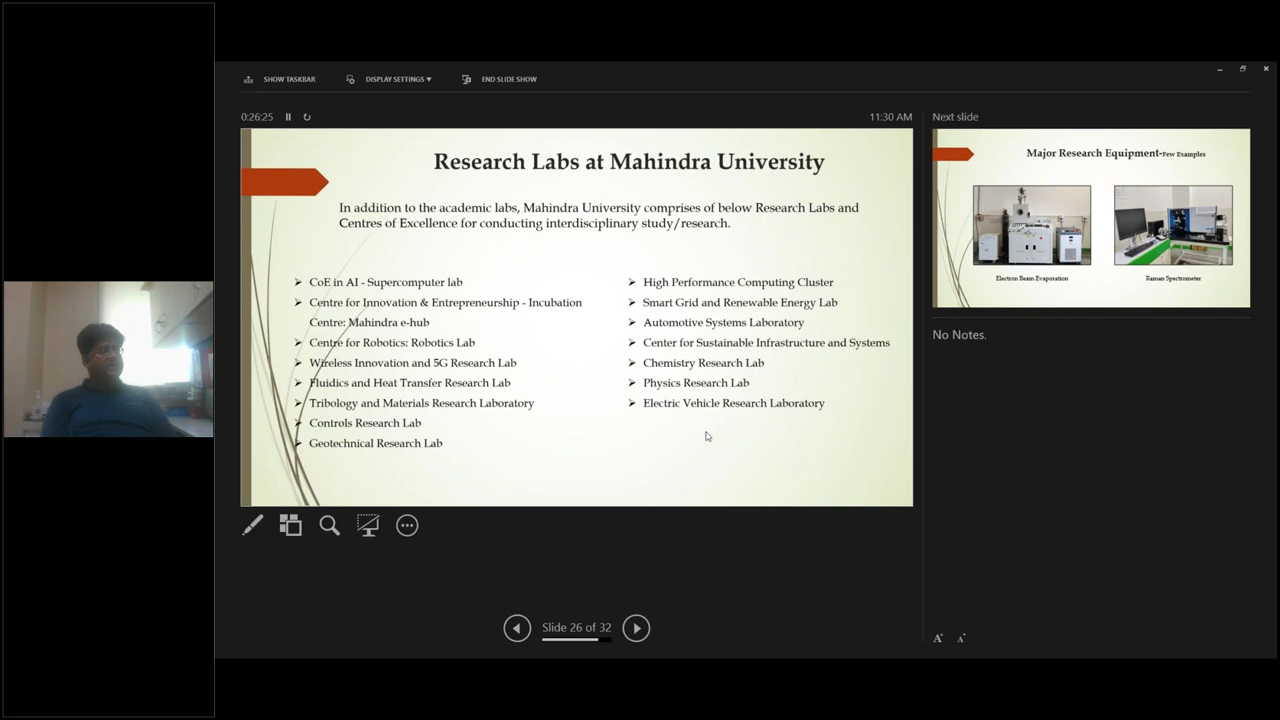 SHOW TASKBAR
DISPLAY SETTINGS ▾
END SLIDE SHOW
0:26:25
11:30 AM
Research Labs at Mahindra University
In addition to the academic labs, Mahindra University comprises of below Research Labs and
Centres of Excellence for conducting interdisciplinary study/research.
CoE in AI - Supercomputer lab
Centre for Innovation & Entrepreneurship - Incubation
Centre: Mahindra e-hub
Centre for Robotics: Robotics Lab
Wireless Innovation and 5G Research Lab
Fluidics and Heat Transfer Research Lab
Tribology and Materials Research Laboratory
Controls Research Lab
Geotechnical Research Lab
High Performance Computing Cluster
Smart Grid and Renewable Energy Lab
Automotive Systems Laboratory
Center for Sustainable Infrastructure and Systems
Chemistry Research Lab
Physics Research Lab
Electric Vehicle Research Laboratory
Next slide
Major Research Equipment-Few Examples
Electron Beam Evaporation
Raman Spectrometer
No Notes.
Slide 26 of 32
A A